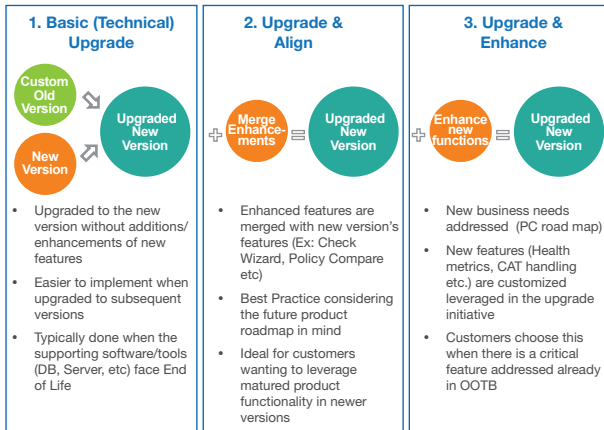 1. Basic (Technical)
Upgrade
Custom
Old
Version
New
Version
Upgraded
New
Version
• Upgraded to the new
version without additions/
enhancements of new
features
• Easier to implement when
upgraded to subsequent
versions
• Typically done when the
supporting software/tools
(DB, Server, etc) face End
of Life
2. Upgrade &
Align
+
Merge
Enhance-
ments
=
Upgraded
New
Version
• Enhanced features are
merged with new version's
features (Ex: Check
Wizard, Policy Compare
etc)
• Best Practice considering
the future product
roadmap in mind
• Ideal for customers
wanting to leverage
matured product
functionality in newer
versions
3. Upgrade &
Enhance
+
Enhance
new
functions
=
Upgraded
New
Version
• New business needs
addressed (PC road map)
• New features (Health
metrics, CAT handling
etc.) are customized
leveraged in the upgrade
initiative
• Customers choose this
when there is a critical
feature addressed already
in OOTB